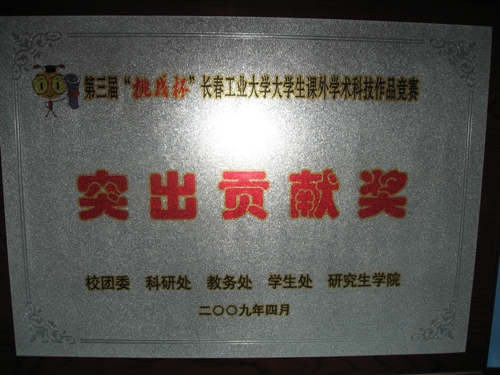 第三届“挑战杯”长春工业大学大学生课外学术科技作品竞赛
突出贡献奖
校团委 科研处 教务处 学生处 研究生学院
二〇〇九年四月